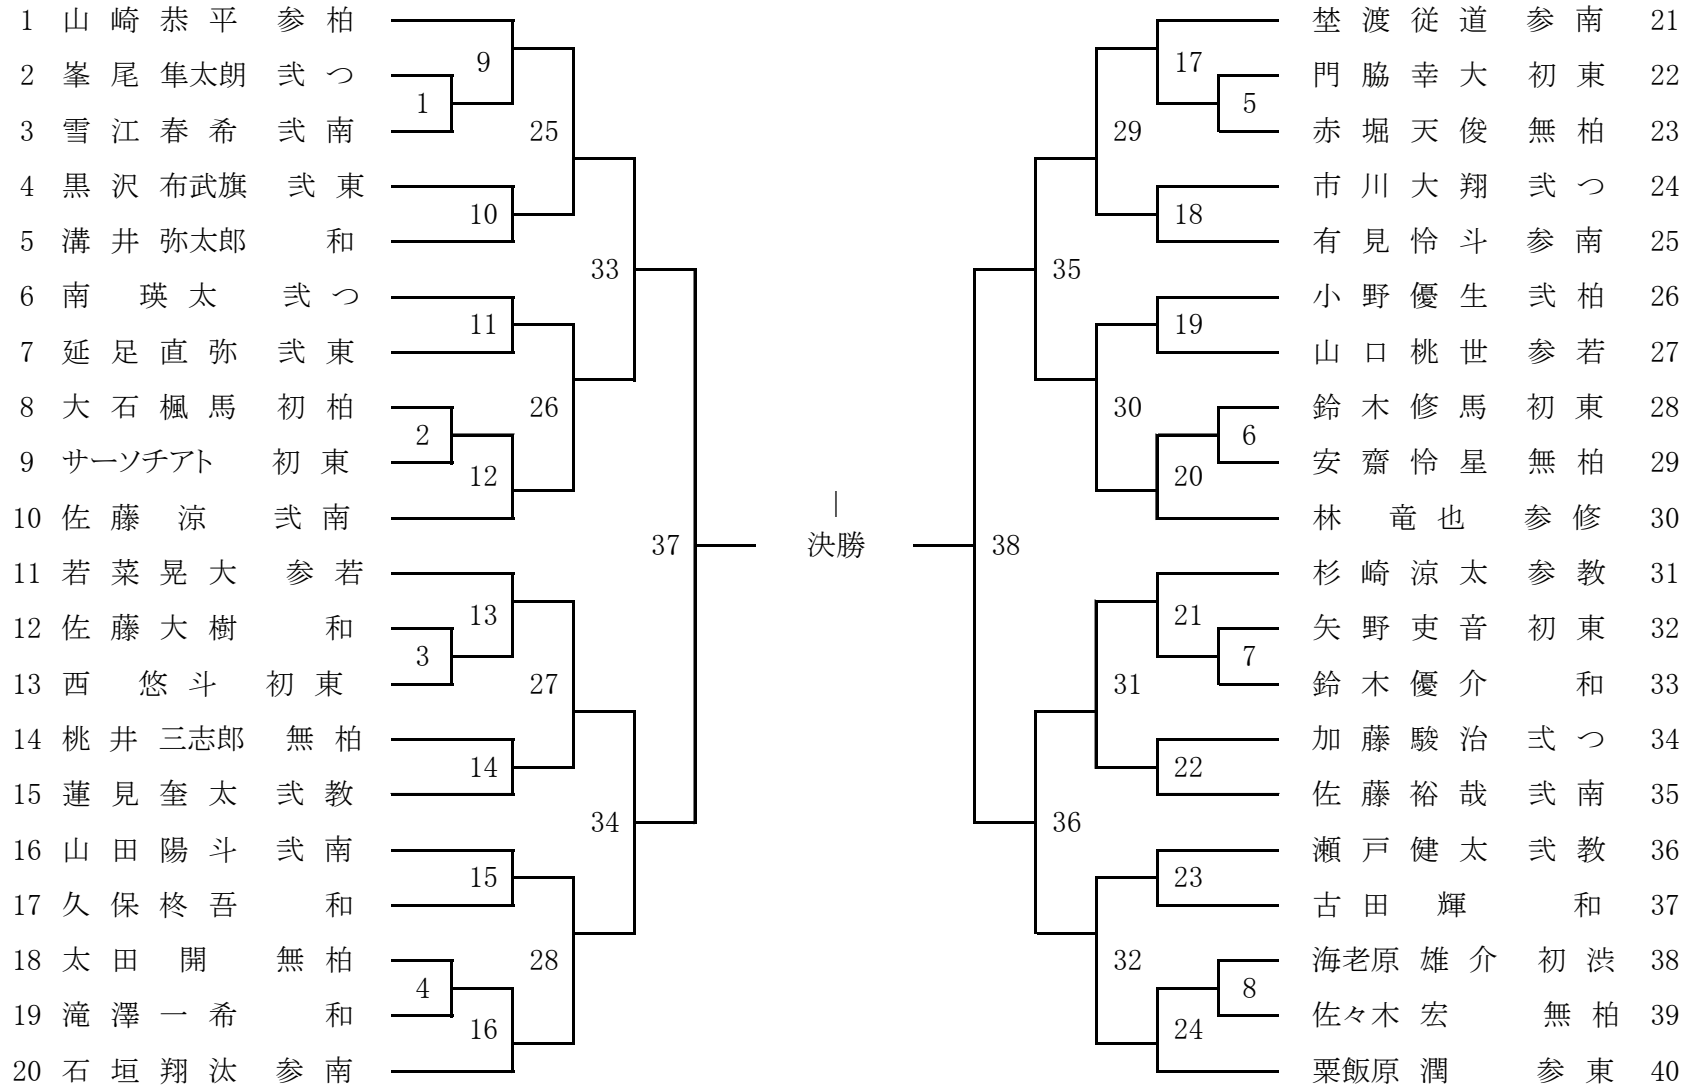 1 山 崎 恭 平 参 柏
9
2 峯 尾 隼太朗 弐 つ
1
3 雪 江 春 希 弐 南
25
4 黒 沢 布武旗 弐 東
10
5 溝 井 弥太郎 和
33
6 南 瑛 太 弐 つ
11
7 延 足 直 弥 弐 東
8 大 石 楓 馬 初 柏
26
2
9 サーソチアト 初 東
12
10 佐 藤 涼 弐 南
37
11 若 菜 晃 大 参 若
13
12 佐 藤 大 樹 和
3
13 西 悠 斗 初 東
27
14 桃 井 三志郎 無 柏
14
15 蓮 見 奎 太 弐 教
34
16 山 田 陽 斗 弐 南
15
17 久 保 柊 吾 和
18 太 田 開 無 柏
28
4
19 滝 澤 一 希 和
16
20 石 垣 翔 汰 参 南
決勝
埜 渡 従 道 参 南 21
17
門 脇 幸 大 初 東 22
5
赤 堀 天 俊 無 柏 23
29
市 川 大 翔 弐 つ 24
18
有 見 怜 斗 参 南 25
35
小 野 優 生 弐 柏 26
19
山 口 桃 世 参 若 27
鈴 木 修 馬 初 東 28
30
6
安 齋 怜 星 無 柏 29
20
林 竜 也 参 修 30
38
杉 崎 涼 太 参 教 31
21
矢 野 吏 音 初 東 32
7
鈴 木 優 介 和 33
31
加 藤 駿 治 弍 つ 34
22
佐 藤 裕 哉 弐 南 35
36
瀬 戸 健 太 弐 教 36
23
古 田 輝 和 37
海老原 雄 介 初 渋 38
32
8
佐々木 宏 無 柏 39
24
粟飯原 潤 参 東 40